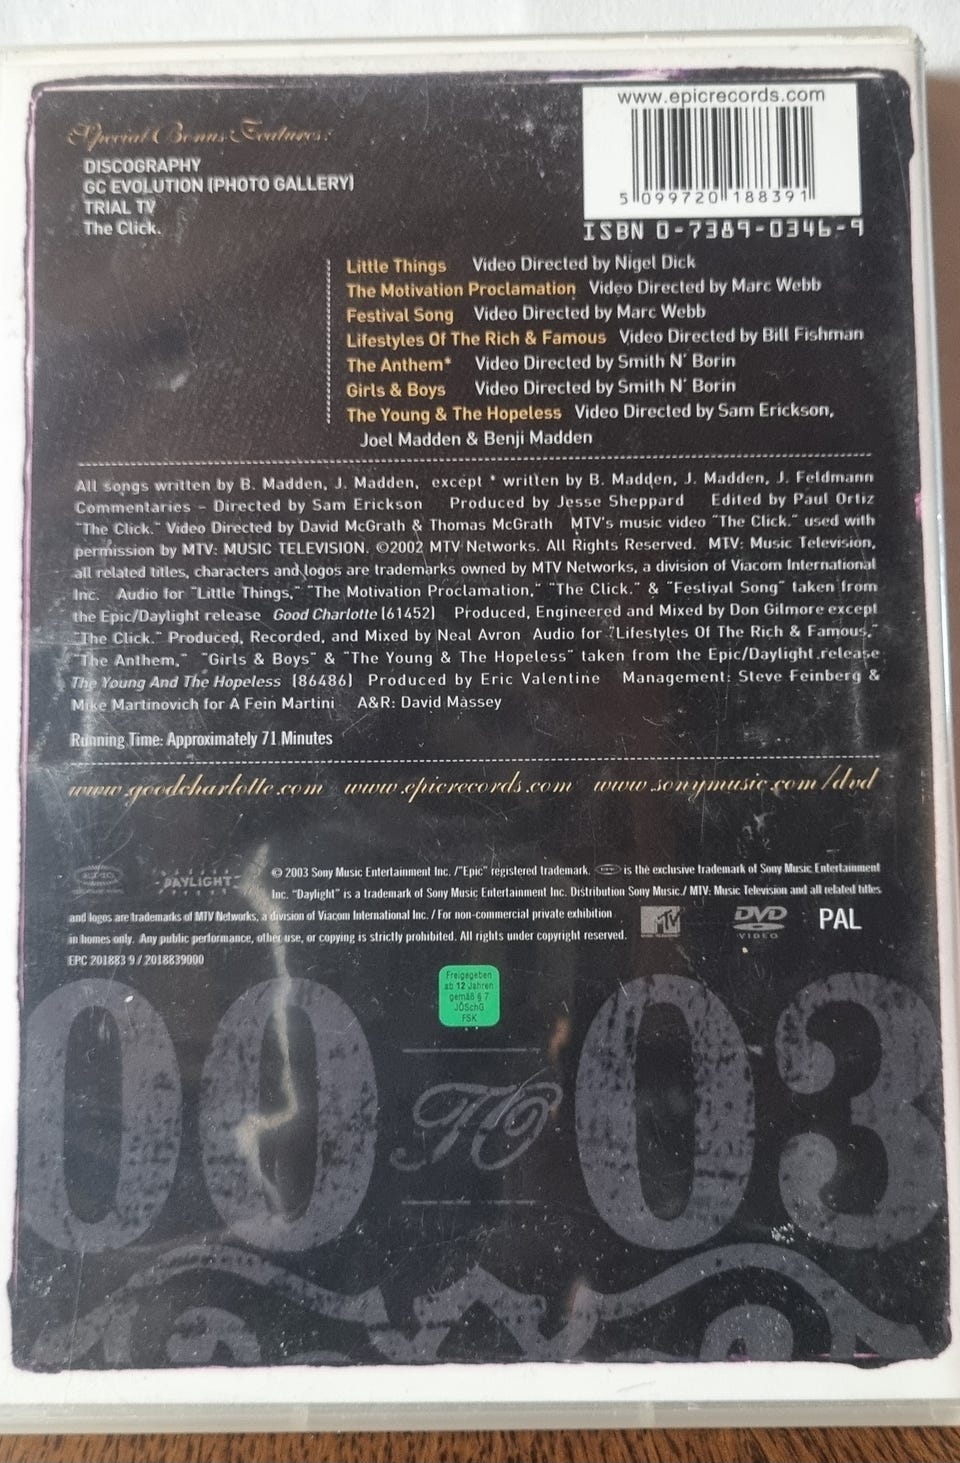 Special Bonus Features:
DISCOGRAPHY
GC EVOLUTION (PHOTO GALLERY)
TRIAL TV
The Click.
www.epicrecords.com
5 099720 188391
ISBN 0-7389-0346-9
Little Things Video Directed by Nigel Dick
The Motivation Proclamation Video Directed by Marc Webb
Festival Song Video Directed by Marc Webb
Lifestyles Of The Rich & Famous Video Directed by Bill Fishman
The Anthem* Video Directed by Smith N' Borin
Girls & Boys Video Directed by Smith N' Borin
The Young & The Hopeless Video Directed by Sam Erickson,
Joel Madden & Benji Madden
All songs written by B. Madden, J. Madden, except * written by B. Madden, J. Madden, J. Feldmann
Commentaries - Directed by Sam Erickson Produced by Jesse Sheppard Edited by Paul Ortiz
"The Click." Video Directed by David McGrath & Thomas McGrath MTV's music video "The Click." used with
permission by MTV: MUSIC TELEVISION. ©2002 MTV Networks. All Rights Reserved. MTV: Music Television,
all related titles, characters and logos are trademarks owned by MTV Networks, a division of Viacom International
Inc. Audio for "Little Things," "The Motivation Proclamation," "The Click." & "Festival Song" taken from
the Epic/Daylight release Good Charlotte (61452) Produced, Engineered and Mixed by Don Gilmore except
"The Click." Produced, Recorded, and Mixed by Neal Avron Audio for "Lifestyles Of The Rich & Famous,"
"The Anthem," "Girls & Boys" & "The Young & The Hopeless" taken from the Epic/Daylight release
The Young And The Hopeless (86486) Produced by Eric Valentine Management: Steve Feinberg &
Mike Martinovich for A Fein Martini A&R: David Massey
Running Time: Approximately 71 Minutes
www.goodcharlotte.com www.epicrecords.com www.sonymusic.com/dvd
epic
DAYLIGHT
© 2003 Sony Music Entertainment Inc. /"Epic" registered trademark. is the exclusive trademark of Sony Music Entertainment
Inc. "Daylight" is a trademark of Sony Music Entertainment Inc. Distribution Sony Music./ MTV: Music Television and all related titles
and logos are trademarks of MTV Networks, a division of Viacom International Inc. / For non-commercial private exhibition
in homes only. Any public performance, other use, or copying is strictly prohibited. All rights under copyright reserved.
MTV
DVD
VIDEO
PAL
EPC 201883 9 / 2018839000
Freigegeben
ab 12 Jahren
gemäß § 7
JÖSchG
FSK
00 TO 03